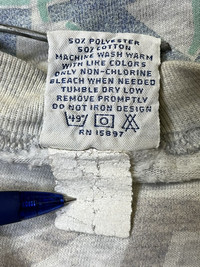 50% POLYESTER
50% COTTON
MACHINE WASH WARM
WITH LIKE COLORS
ONLY NON-CHLORINE
BLEACH WHEN NEEDED
TUMBLE DRY LOW
REMOVE PROMPTLY
DO NOT IRON DESIGN
49°
RN 15897